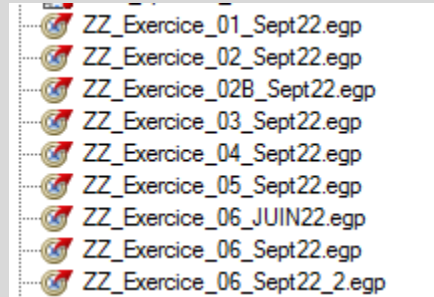 ZZ_Exercice_01_Sept22.egp
ZZ_Exercice_02_Sept22.egp
ZZ_Exercice_02B_Sept22.egp
ZZ_Exercice_03_Sept22.egp
ZZ_Exercice_04_Sept22.egp
ZZ_Exercice_05_Sept22.egp
ZZ_Exercice_06_JUIN22.egp
ZZ_Exercice_06_Sept22.egp
ZZ_Exercice_06_Sept22_2.egp